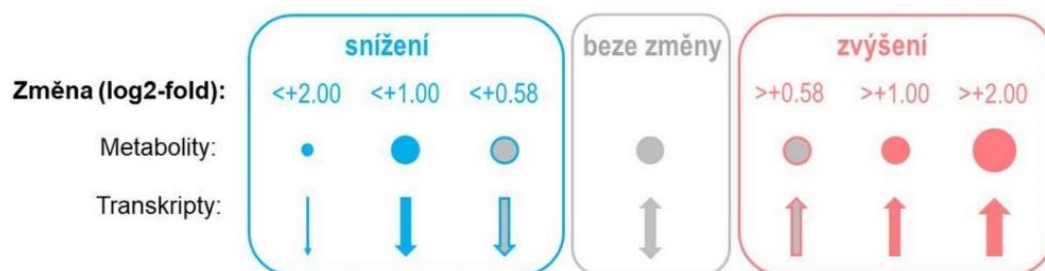 snížení beze změny zvýšení
Změna (log2-fold): <+2.00 <+1.00 <+0.58 >+0.58 >+1.00 >+2.00
Metabolity:
Transkripty: